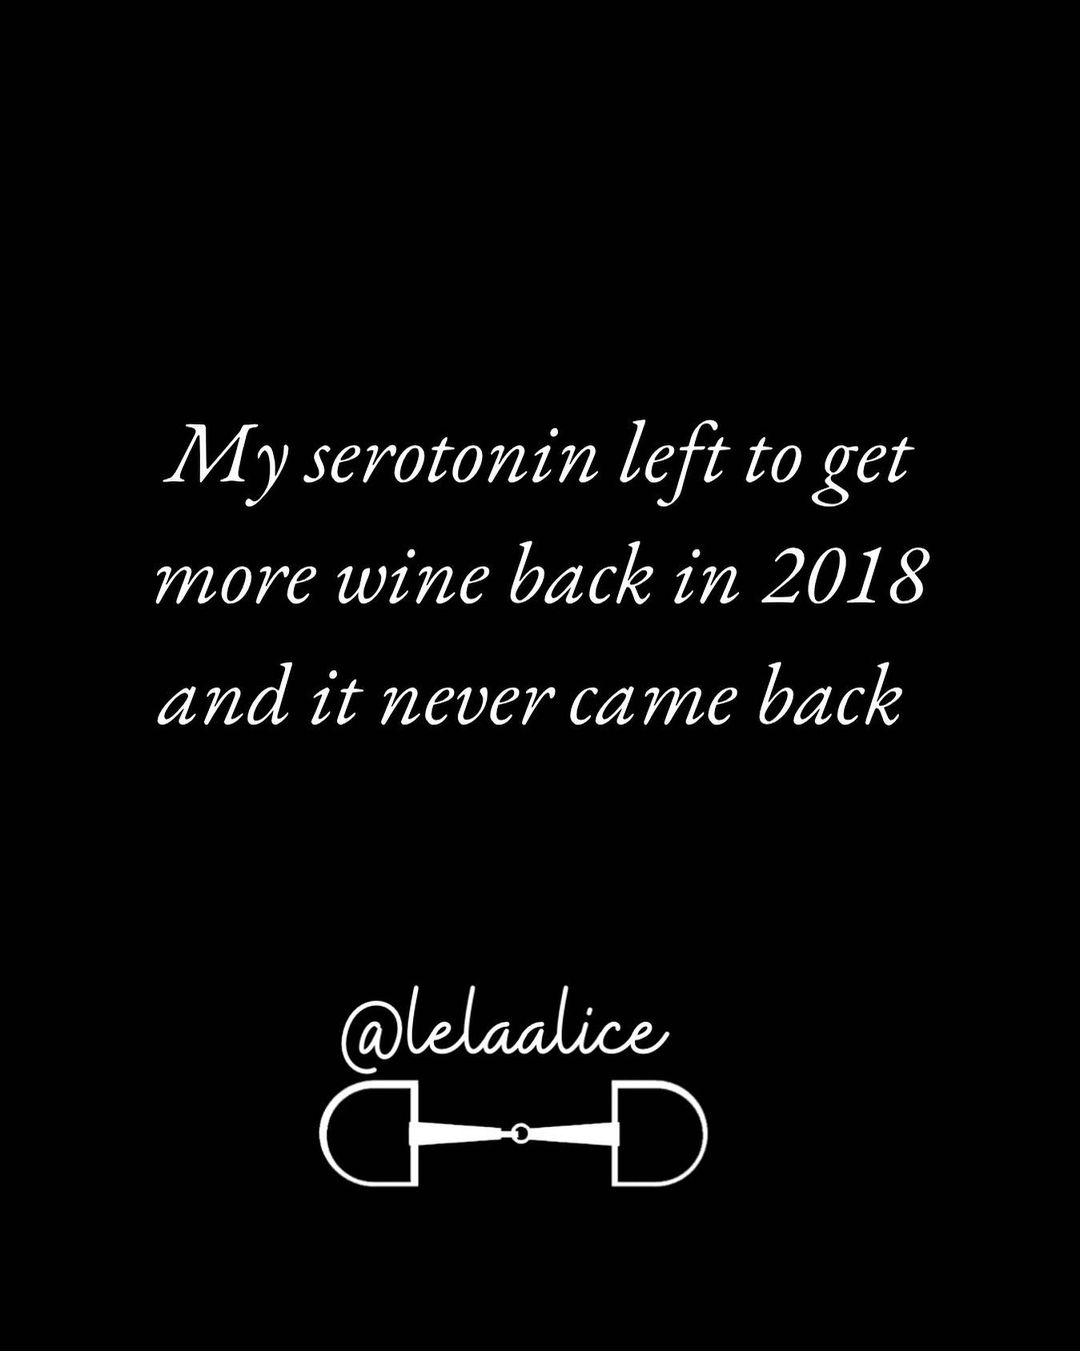 My serotonin left to get
more wine back in 2018
and it never came back
@lelaalice